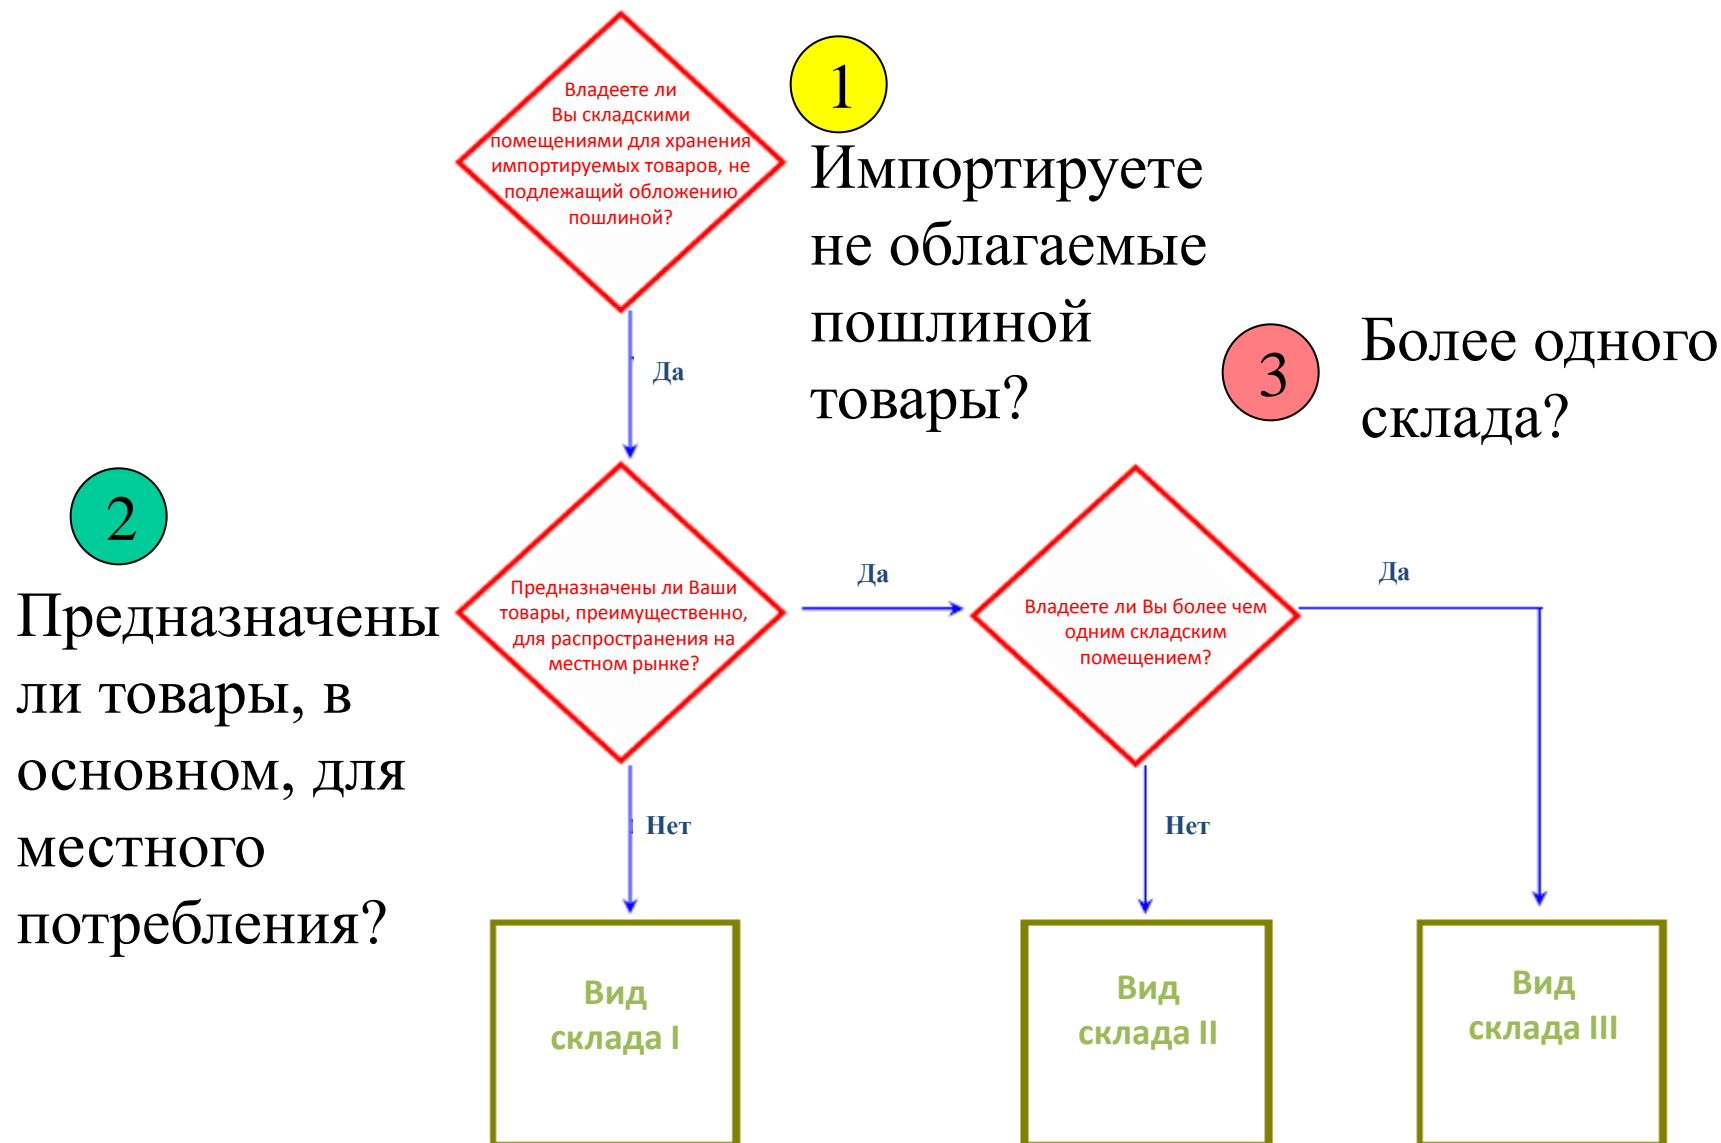 Владеете ли
Вы складскими
помещениями для хранения
импортируемых товаров, не
подлежащий обложению
пошлиной?
1
Импортируете
не облагаемые
пошлиной
товары?
Да
3
Более одного
склада?
2
Предназначены
ли товары, в
основном, для
местного
потребления?
Предназначены ли Ваши
товары, преимущественно,
для распространения на
местном рынке?
Да
Владеете ли Вы более чем
одним складским
помещением?
Да
Нет
Нет
Вид
склада I
Вид
склада II
Вид
склада III